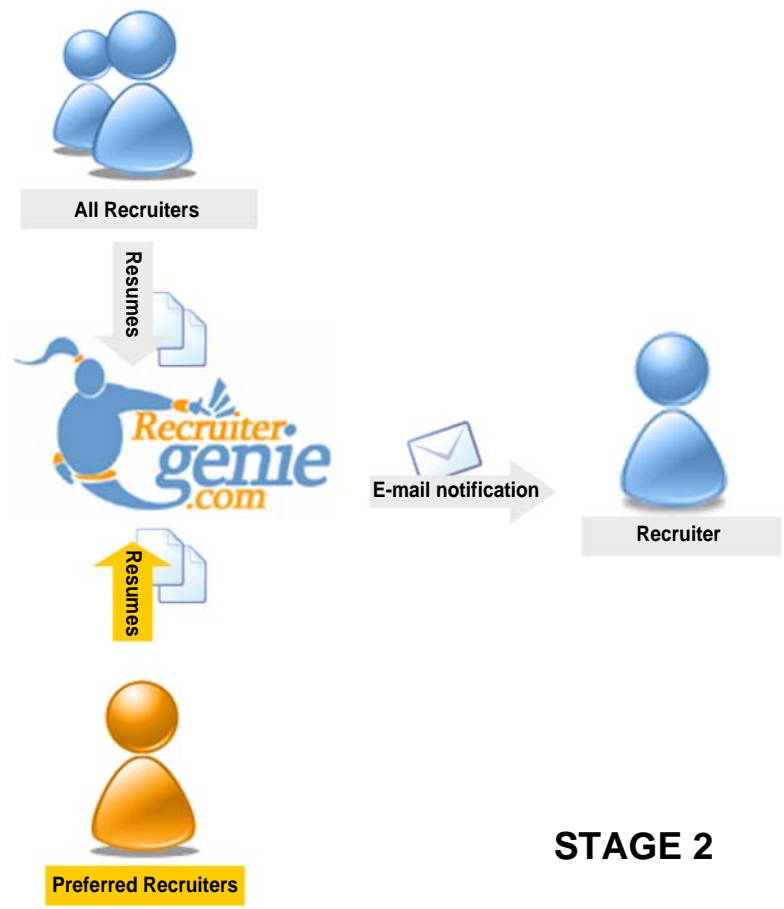 All Recruiters
Resumes
Recruiter
genie
.com
E-mail notification
Recruiter
Resumes
STAGE 2
Preferred Recruiters